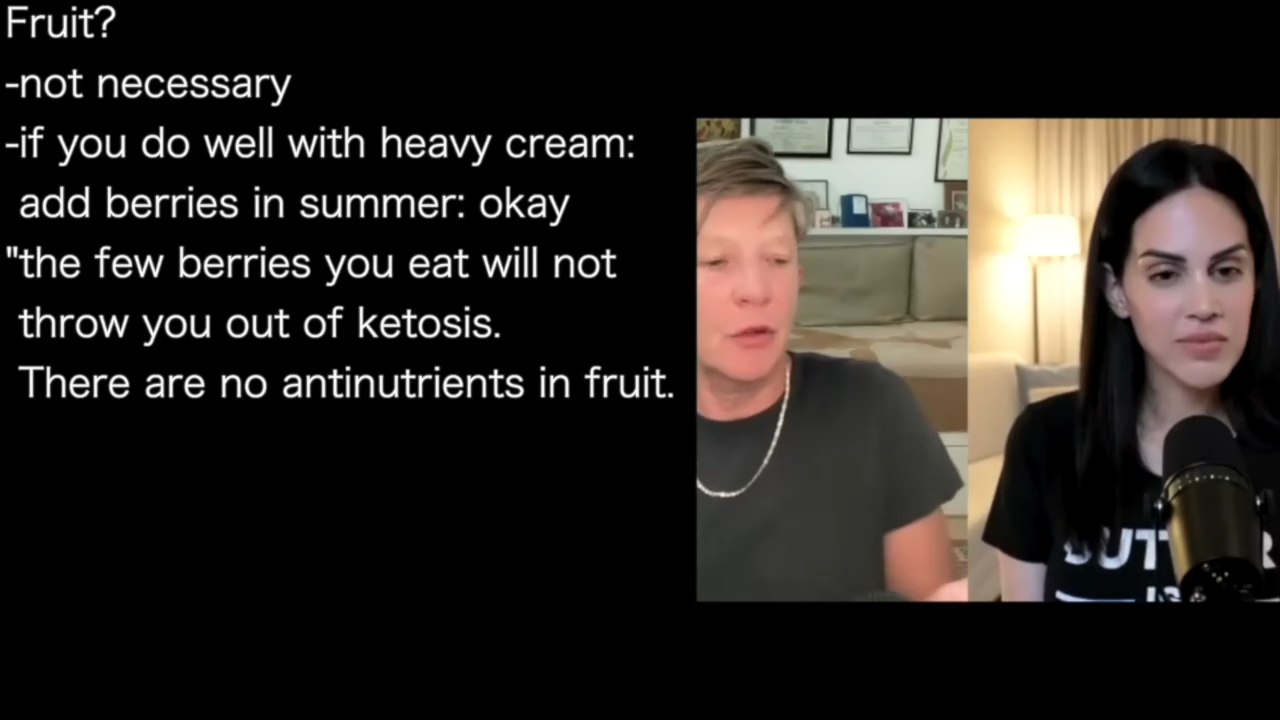 Fruit?
-not necessary
-if you do well with heavy cream:
add berries in summer: okay
"the few berries you eat will not
throw you out of ketosis.
There are no antinutrients in fruit.